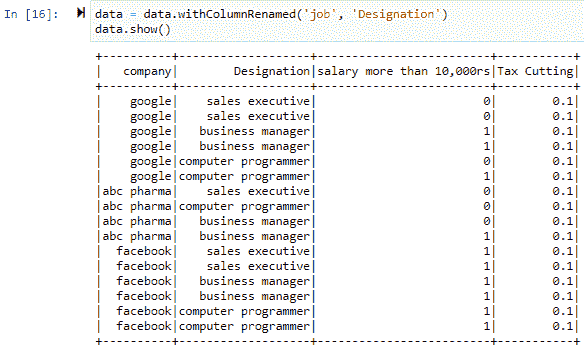 In [16]: data = data.withColumnRenamed('job', 'Designation')
data.show()
+----------+-------------------+------------------------+-----------+
|   company|        Designation|salary more than 10,000rs|Tax Cutting|
+----------+-------------------+------------------------+-----------+
|    google|    sales executive|                        0|        0.1|
|    google|    sales executive|                        0|        0.1|
|    google|   business manager|                        1|        0.1|
|    google|   business manager|                        1|        0.1|
|    google|computer programmer|                        0|        0.1|
|    google|computer programmer|                        1|        0.1|
|abc pharma|    sales executive|                        0|        0.1|
|abc pharma|computer programmer|                        0|        0.1|
|abc pharma|   business manager|                        0|        0.1|
|abc pharma|   business manager|                        1|        0.1|
|  facebook|    sales executive|                        1|        0.1|
|  facebook|    sales executive|                        1|        0.1|
|  facebook|   business manager|                        1|        0.1|
|  facebook|   business manager|                        1|        0.1|
|  facebook|computer programmer|                        1|        0.1|
|  facebook|computer programmer|                        1|        0.1|
+----------+-------------------+------------------------+-----------+